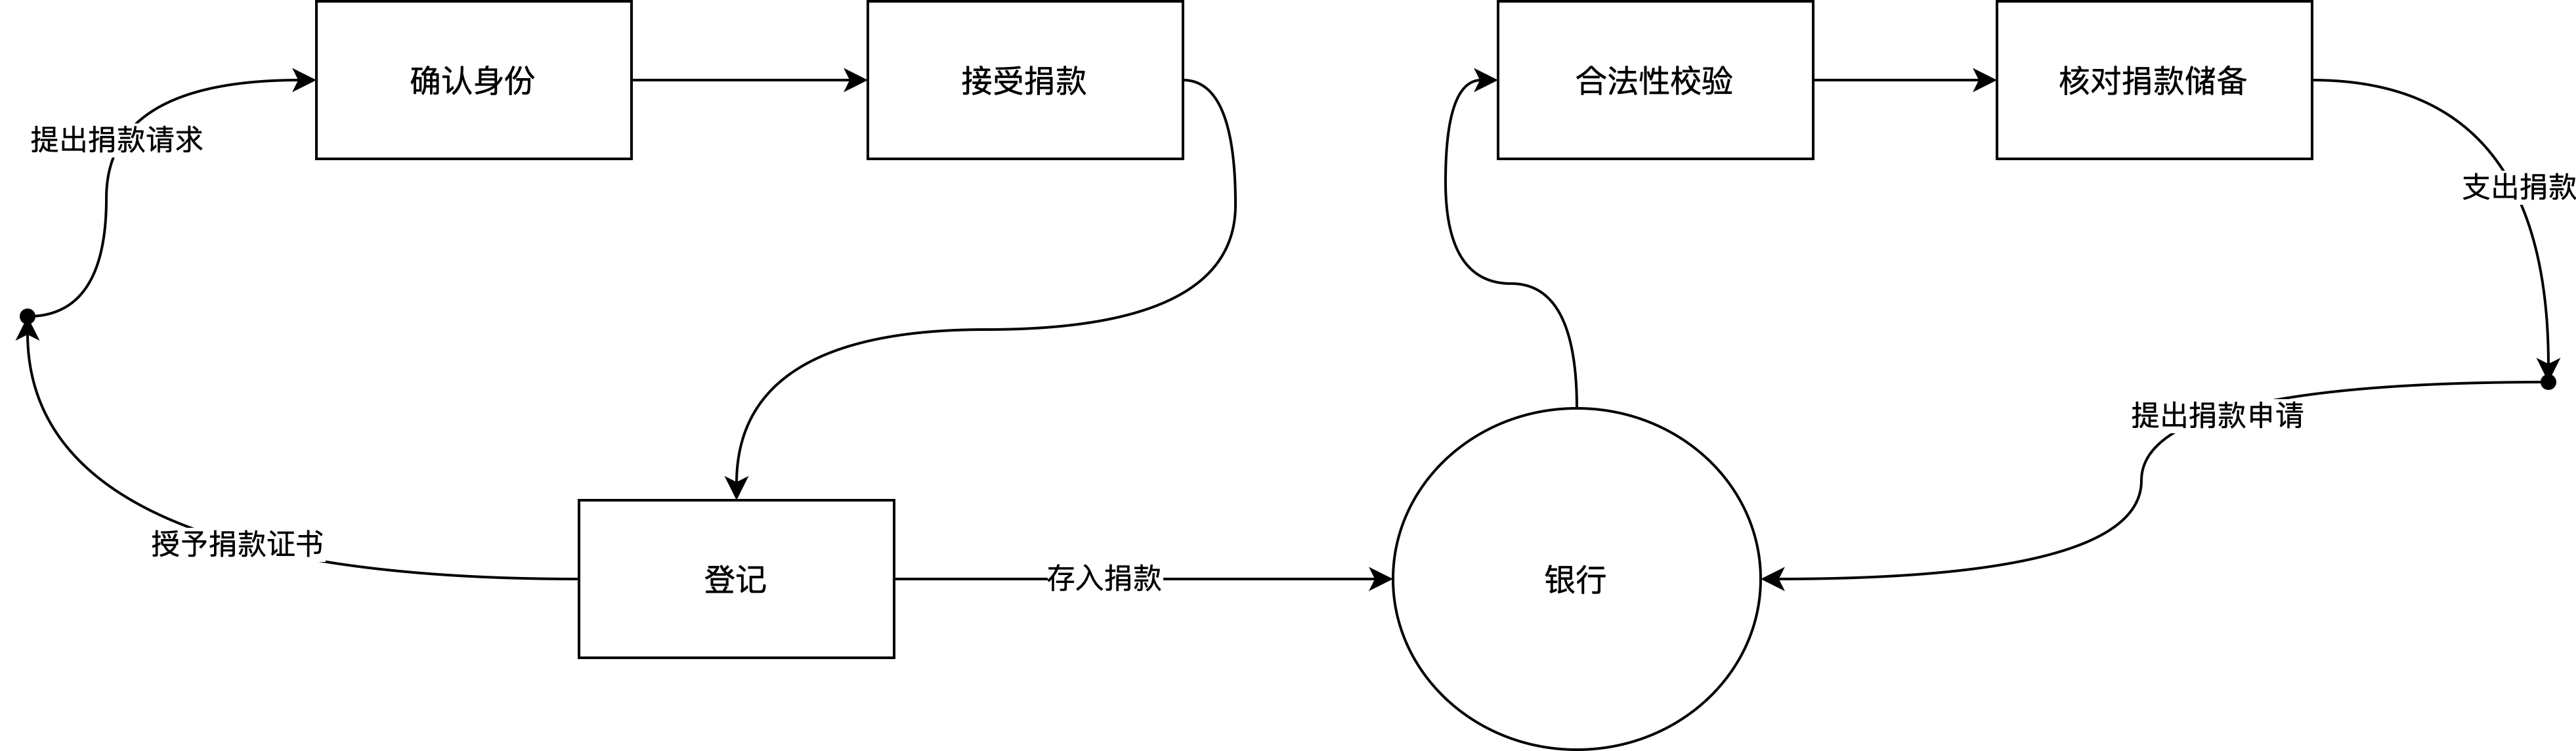 确认身份
接受捐款
合法性校验
核对捐款储备
提出捐款请求
支出捐款
提出捐款申请
授予捐款证书
登记
存入捐款
银行